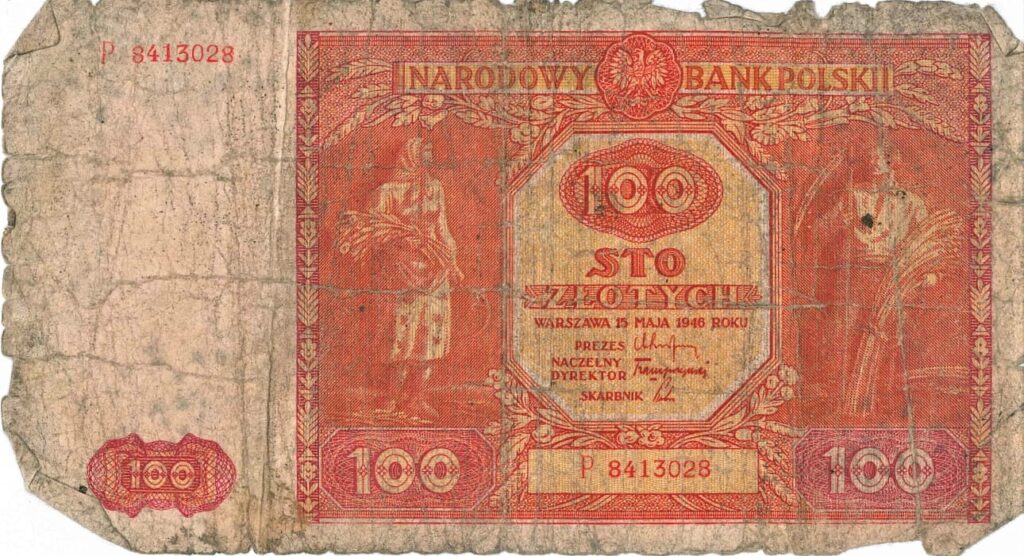 P 8413028
NARODOWY BANK POLSKI
100
STO
ZŁOTYCH
WARSZAWA 15 MAJA 1946 ROKU
PREZES
NACZELNY
DYREKTOR
SKARBNIK
100
100
P 8413028
100